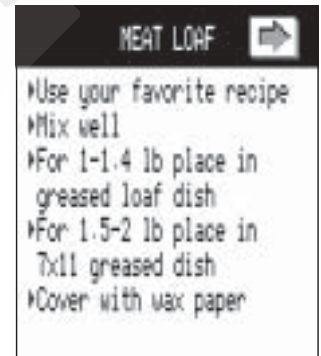 MEAT LOAF
Use your favorite recipe
Mix well
For 1-1.4 lb place in
greased loaf dish
For 1.5-2 lb place in
7x11 greased dish
Cover with wax paper